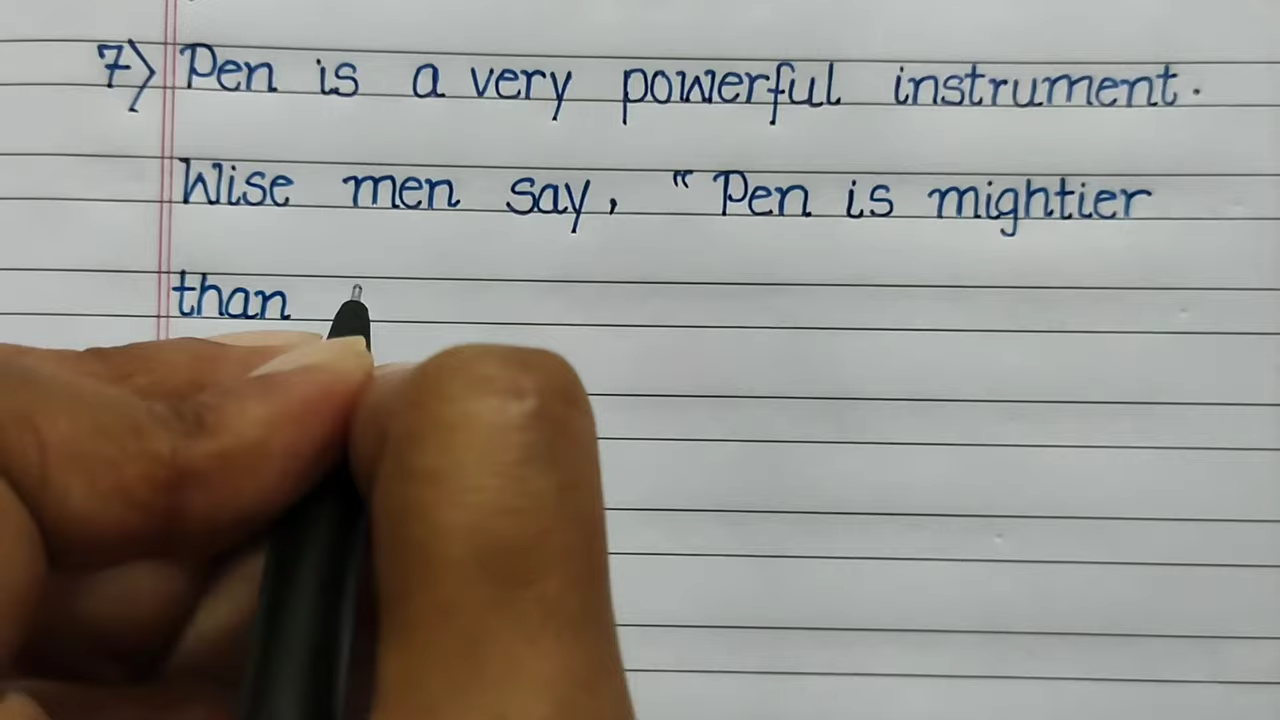 7) Pen is a very powerful instrument.
Wise men say, "Pen is mightier
than